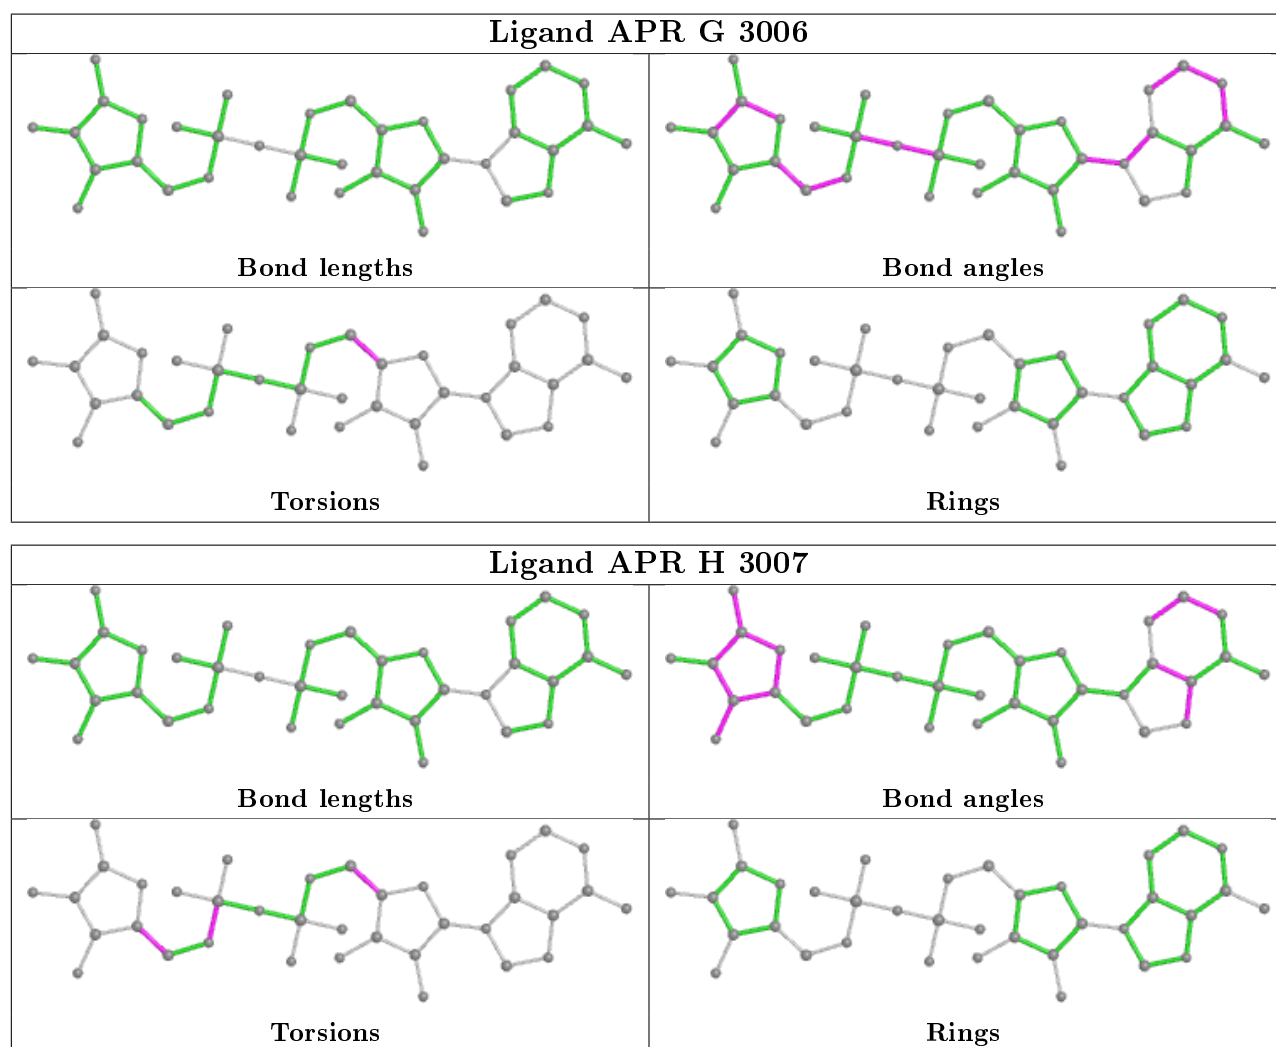 Ligand APR G 3006
Bond lengths
Bond angles
Torsions
Rings
Ligand APR H 3007
Bond lengths
Bond angles
Torsions
Rings